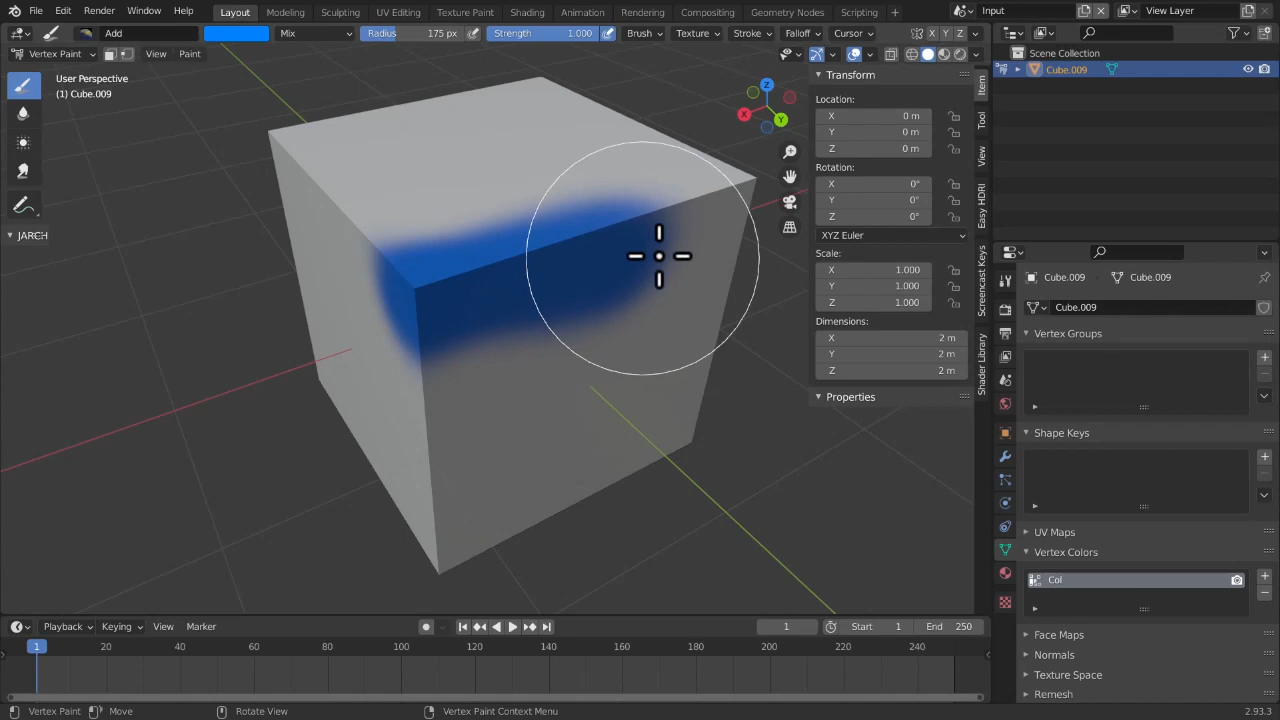 File Edit Render Window Help Layout Modeling Sculpting UV Editing Texture Paint Shading Animation Rendering Compositing Geometry Nodes Scripting + Input View Layer
Add Mix Radius 175 px Strength 1.000 Brush Texture Stroke Falloff Cursor X Y Z
Vertex Paint View Paint
User Perspective
(1) Cube.009
JARCH
Z
X
Y
Transform
Location:
X 0 m
Y 0 m
Z 0 m
Rotation:
X 0°
Y 0°
Z 0°
XYZ Euler
Scale:
X 1.000
Y 1.000
Z 1.000
Dimensions:
X 2 m
Y 2 m
Z 2 m
Properties
Item
Tool
View
Easy HDRI
Screencast Keys
Shader Library
Scene Collection
Cube.009
Cube.009 Cube.009
Cube.009
Vertex Groups
Shape Keys
UV Maps
Vertex Colors
Col
Face Maps
Normals
Texture Space
Remesh
Playback Keying View Marker 1 Start 1 End 250
1 20 40 60 80 100 120 140 160 180 200 220 240
Vertex Paint Move Rotate View Vertex Paint Context Menu 2.93.3